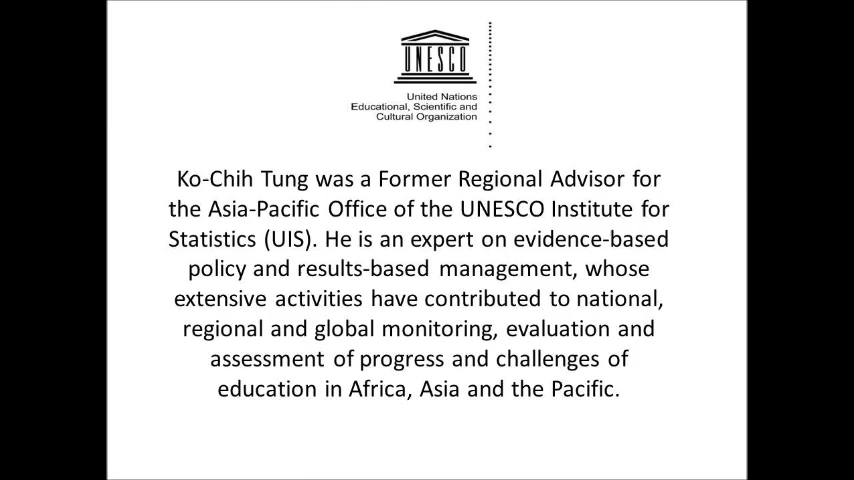 UNESCO
United Nations
Educational, Scientific and
Cultural Organization
Ko-Chih Tung was a Former Regional Advisor for
the Asia-Pacific Office of the UNESCO Institute for
Statistics (UIS). He is an expert on evidence-based
policy and results-based management, whose
extensive activities have contributed to national,
regional and global monitoring, evaluation and
assessment of progress and challenges of
education in Africa, Asia and the Pacific.